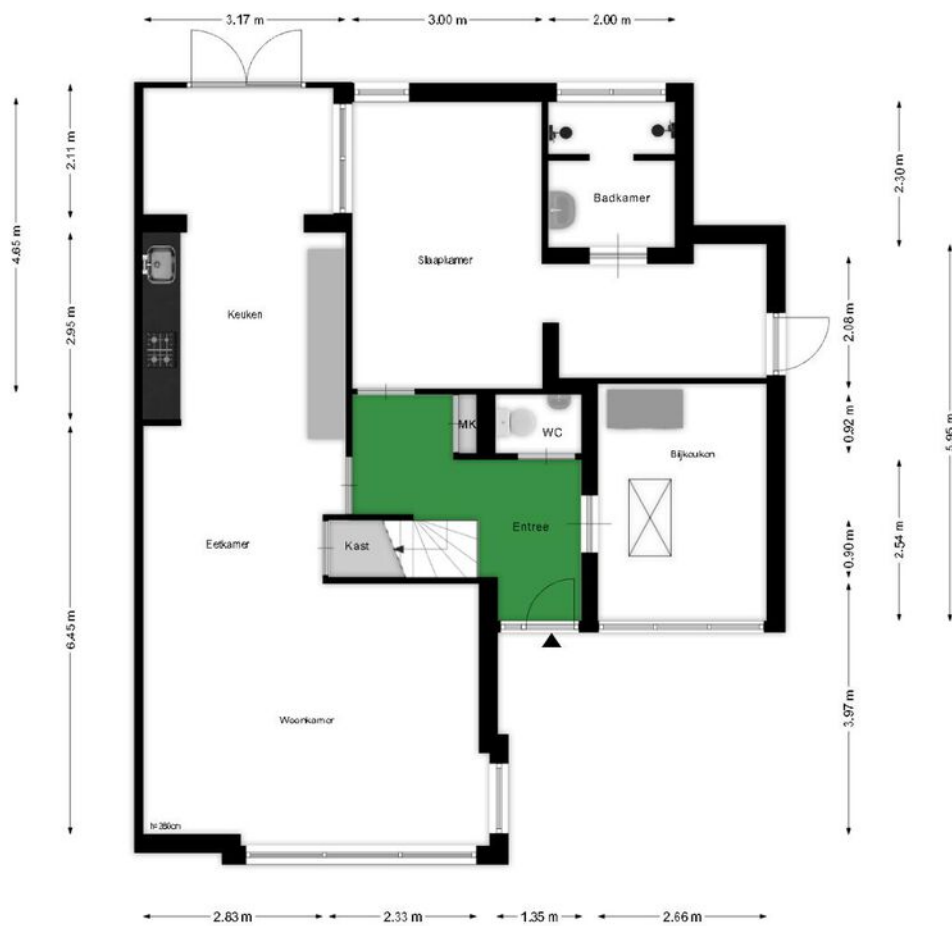 3.17 m
3.00 m
2.00 m
2.11 m
4.65 m
2.95 m
6.45 m
2.30 m
2.08 m
0.92 m
5.95 m
2.54 m
0.90 m
3.97 m
Badkamer
Slaapkamer
Keuken
MK
WC
Bijkeuken
Entree
Eetkamer
Kast
Woonkamer
2.83 m
2.33 m
1.35 m
2.66 m